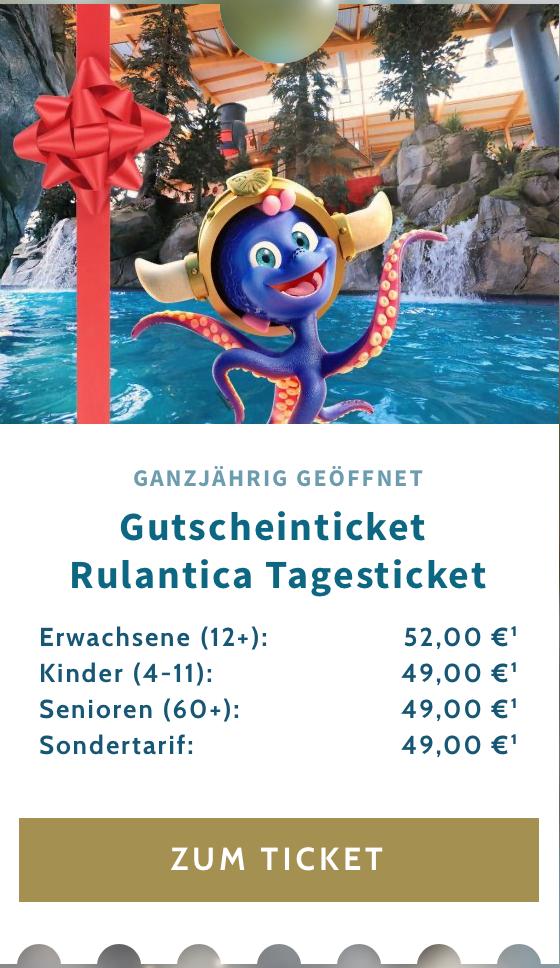 GANZJÄHRIG GEÖFFNET
Gutscheinticket
Rulantica Tagesticket
Erwachsene (12+): 52,00 €¹
Kinder (4-11): 49,00 €¹
Senioren (60+): 49,00 €¹
Sondertarif: 49,00 €¹
ZUM TICKET